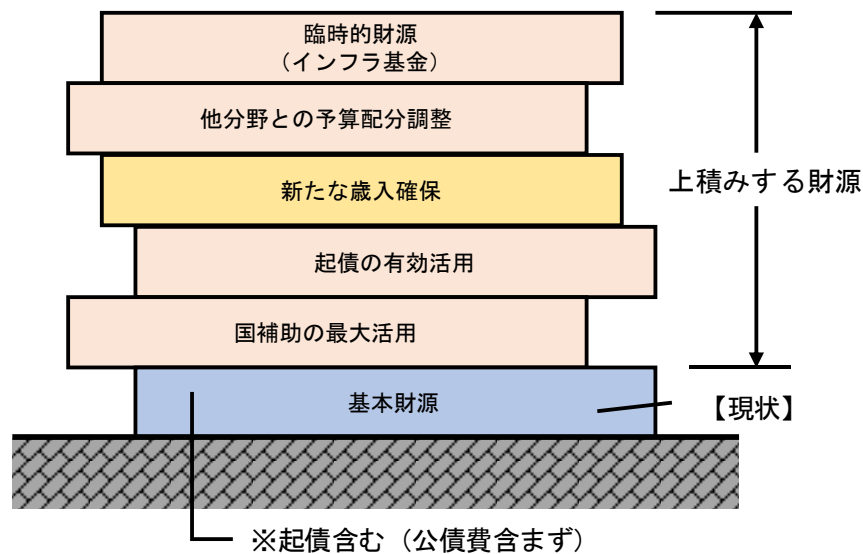 臨時的財源
（インフラ基金）
他分野との予算配分調整
新たな歳入確保
上積みする財源
起債の有効活用
国補助の最大活用
基本財源
【現状】
※起債含む（公債費含まず）